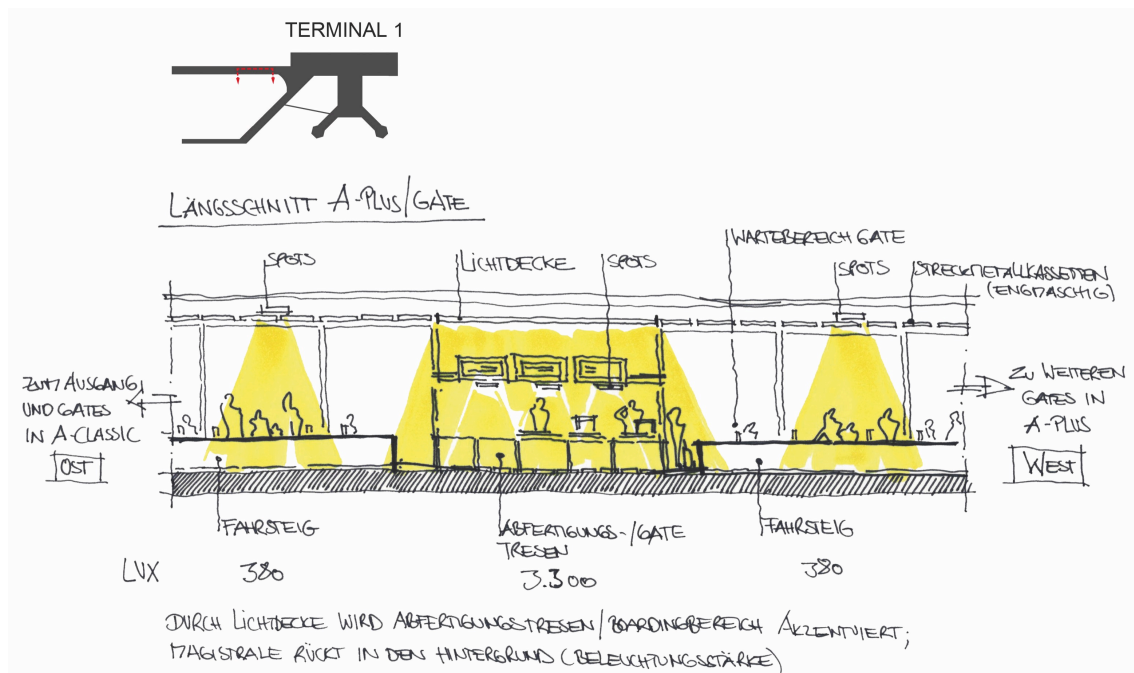 TERMINAL 1
LÄNGSSCHNITT A-PLUS/GATE
WARTEBEREICH GATE
SPOTS
LICHTDECKE
SPOTS
SPOTS
STRECKMETALLKASSETTEN
(ENGMASCHIG)
ZUM AUSGANG
UND GATES
IN A-CLASSIC
OST
ZU WEITEREN
GATES IN
A-PLUS
WEST
FAHRSTEIG
ABFERTIGUNGS-/GATE
TRESEN
FAHRSTEIG
LUX
380
3.300
380
DURCH LICHTDECKE WIRD ABFERTIGUNGSTRESEN/BOARDINGBEREICH AKZENTUIERT;
MAGISTRALE RÜCKT IN DEN HINTERGRUND (BELEUCHTUNGSSTÄRKE)